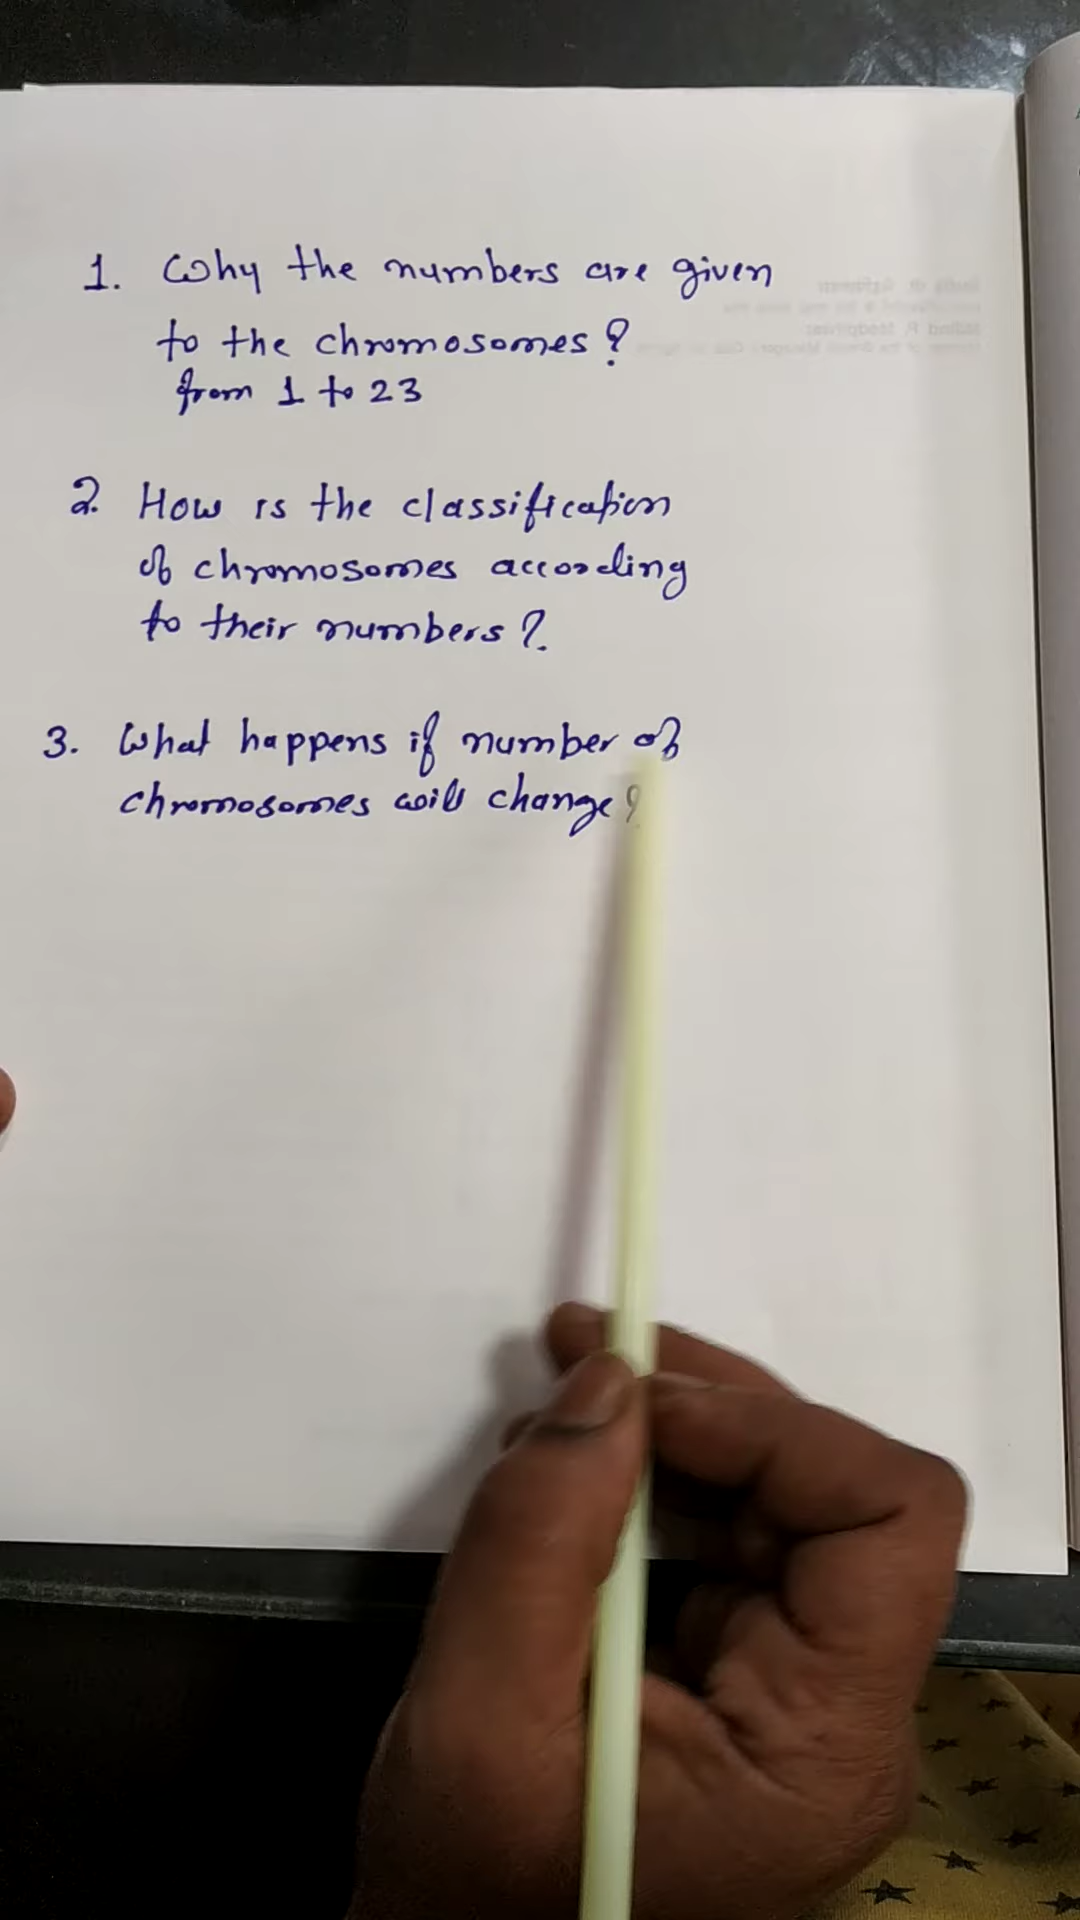 1. Why the numbers are given
to the chromosomes?
from 1 to 23
2. How is the classification
of chromosomes according
to their numbers?
3. What happens if number of
chromosomes will change?